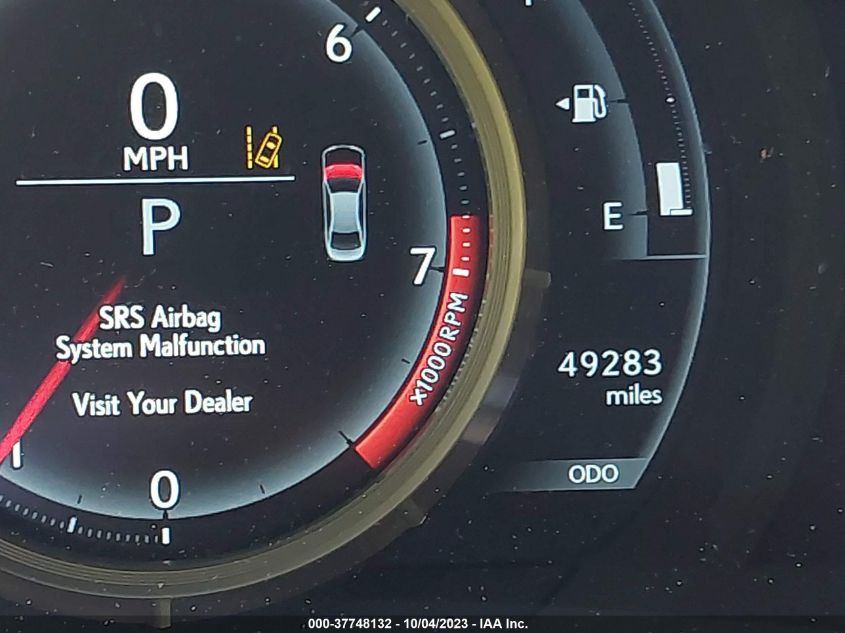 6
0
MPH
P
7
E
SRS Airbag
System Malfunction
Visit Your Dealer
x1000RPM
49283
miles
1
0
ODO
000-37748132 - 10/04/2023 - IAA Inc.